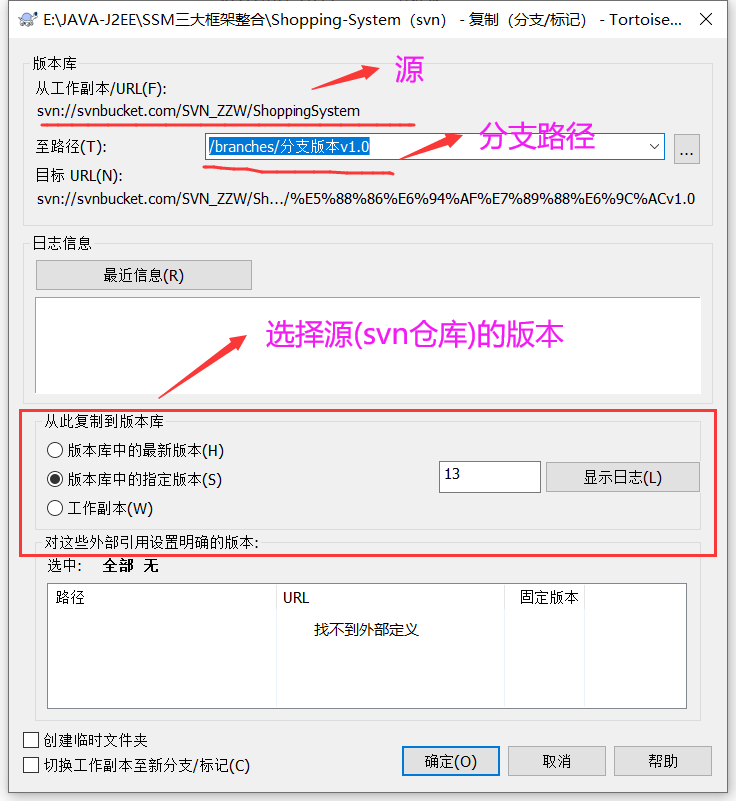 E:\JAVA-J2EE\SSM三大框架整合\Shopping-System（svn） - 复制（分支/标记） - Tortoise...
版本库
源
从工作副本/URL(F):
svn://svnbucket.com/SVN_ZZW/ShoppingSystem
至路径(T):
/branches/分支版本v1.0
...
分支路径
目标 URL(N):
svn://svnbucket.com/SVN_ZZW/Sh.../%E5%88%86%E6%94%AF%E7%89%88%E6%9C%ACv1.0
日志信息
最近信息(R)
选择源(svn仓库)的版本
从此复制到版本库
版本库中的最新版本(H)
版本库中的指定版本(S)
13
显示日志(L)
工作副本(W)
对这些外部引用设置明确的版本:
选中: 全部 无
路径 URL 固定版本
找不到外部定义
创建临时文件夹
切换工作副本至新分支/标记(C)
确定(O) 取消 帮助